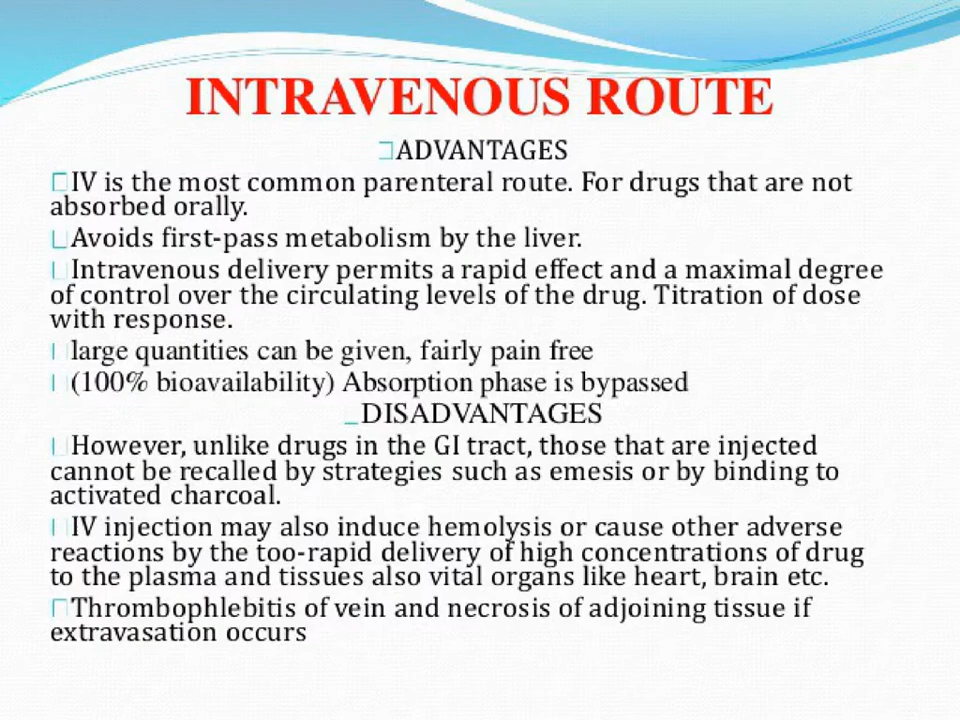 INTRAVENOUS ROUTE
ADVANTAGES
IV is the most common parenteral route. For drugs that are not
absorbed orally.
Avoids first-pass metabolism by the liver.
Intravenous delivery permits a rapid effect and a maximal degree
of control over the circulating levels of the drug. Titration of dose
with response.
large quantities can be given, fairly pain free
(100% bioavailability) Absorption phase is bypassed
DISADVANTAGES
However, unlike drugs in the GI tract, those that are injected
cannot be recalled by strategies such as emesis or by binding to
activated charcoal.
IV injection may also induce hemolysis or cause other adverse
reactions by the too-rapid delivery of high concentrations of drug
to the plasma and tissues also vital organs like heart, brain etc.
Thrombophlebitis of vein and necrosis of adjoining tissue if
extravasation occurs